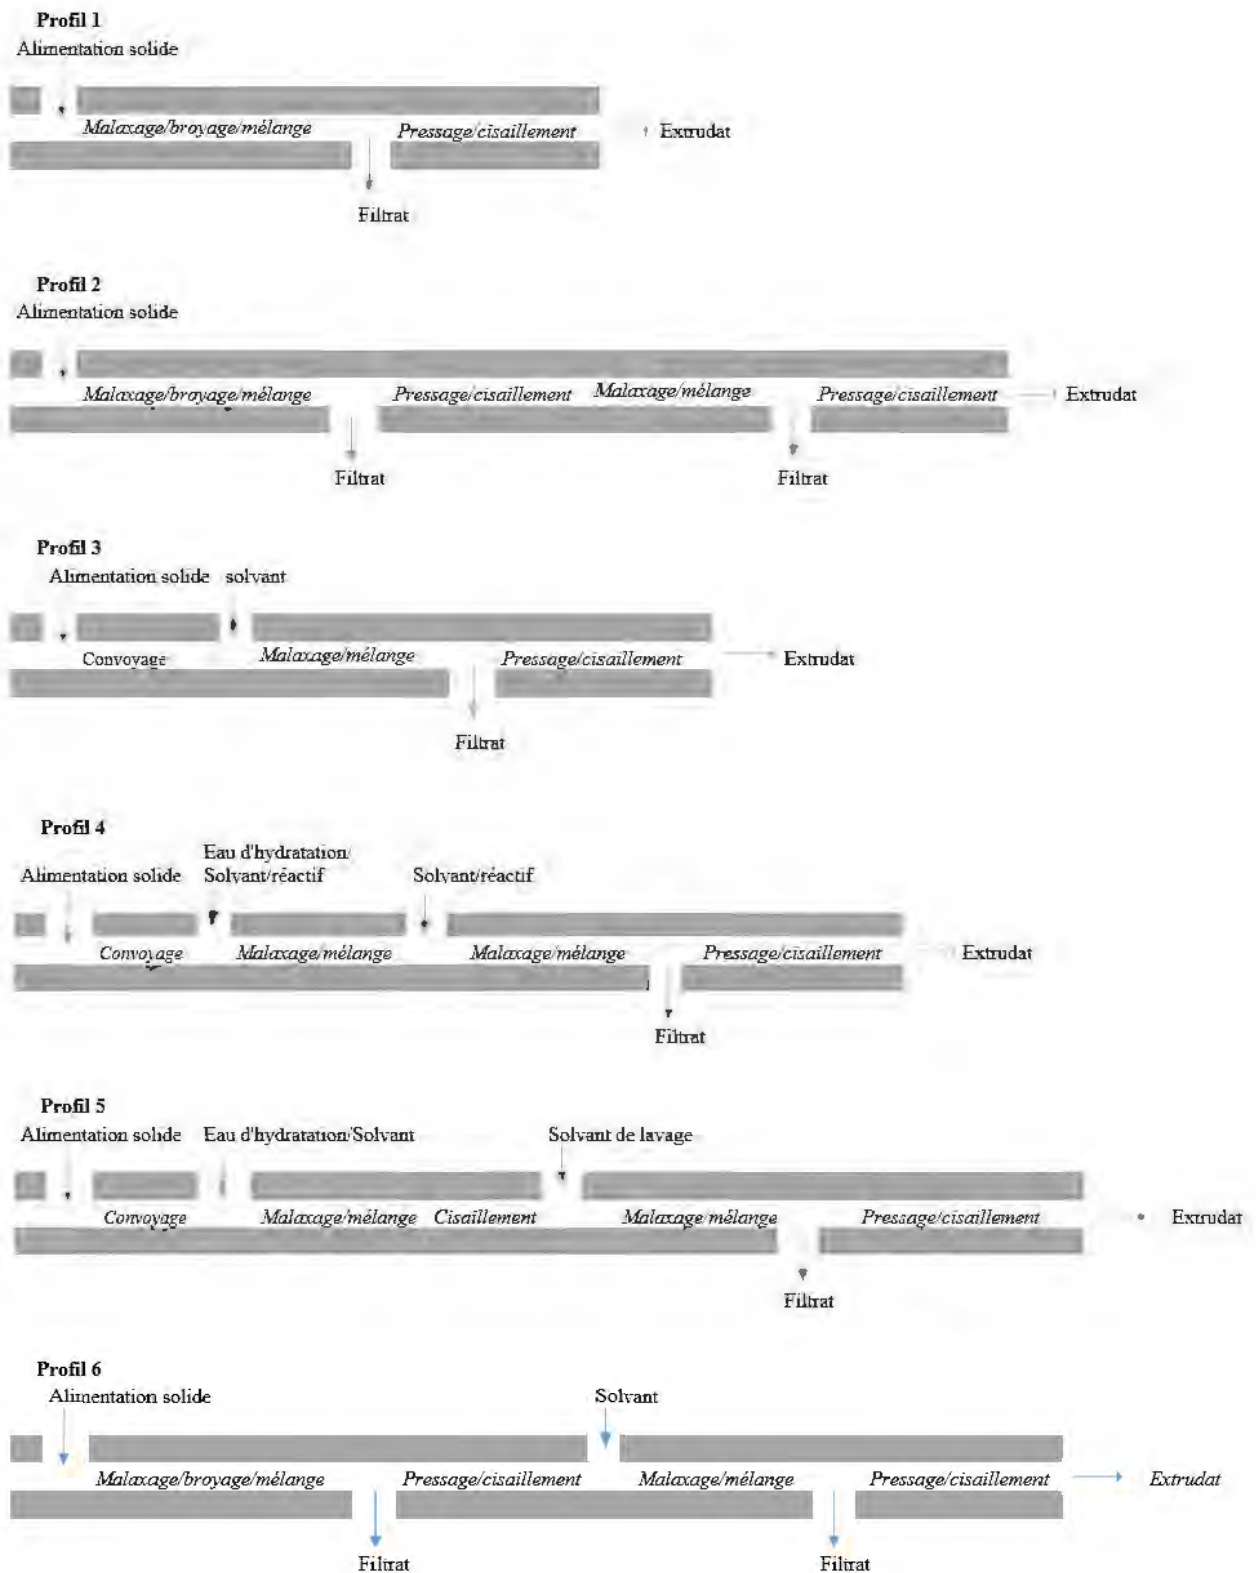 Profil 1
Alimentation solide
Malaxage/broyage/mélange Pressage/cisaillement Extrudat
Filtrat
Profil 2
Alimentation solide
Malaxage/broyage/mélange Pressage/cisaillement Malaxage/mélange Pressage/cisaillement Extrudat
Filtrat Filtrat
Profil 3
Alimentation solide solvant
Convoyage Malaxage/mélange Pressage/cisaillement Extrudat
Filtrat
Profil 4
Eau d'hydratation/
Alimentation solide Solvant/réactif Solvant/réactif
Convoyage Malaxage/mélange Malaxage/mélange Pressage/cisaillement Extrudat
Filtrat
Profil 5
Alimentation solide Eau d'hydratation/Solvant Solvant de lavage
Convoyage Malaxage/mélange Cisaillement Malaxage/mélange Pressage/cisaillement Extrudat
Filtrat
Profil 6
Alimentation solide Solvant
Malaxage/broyage/mélange Pressage/cisaillement Malaxage/mélange Pressage/cisaillement Extrudat
Filtrat Filtrat